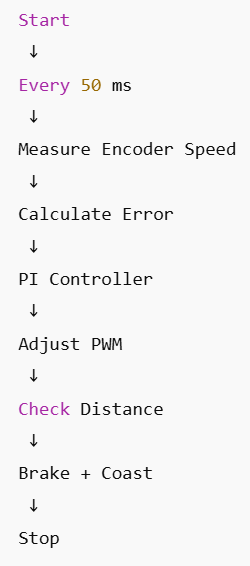 Start
↓
Every 50 ms
↓
Measure Encoder Speed
↓
Calculate Error
↓
PI Controller
↓
Adjust PWM
↓
Check Distance
↓
Brake + Coast
↓
Stop